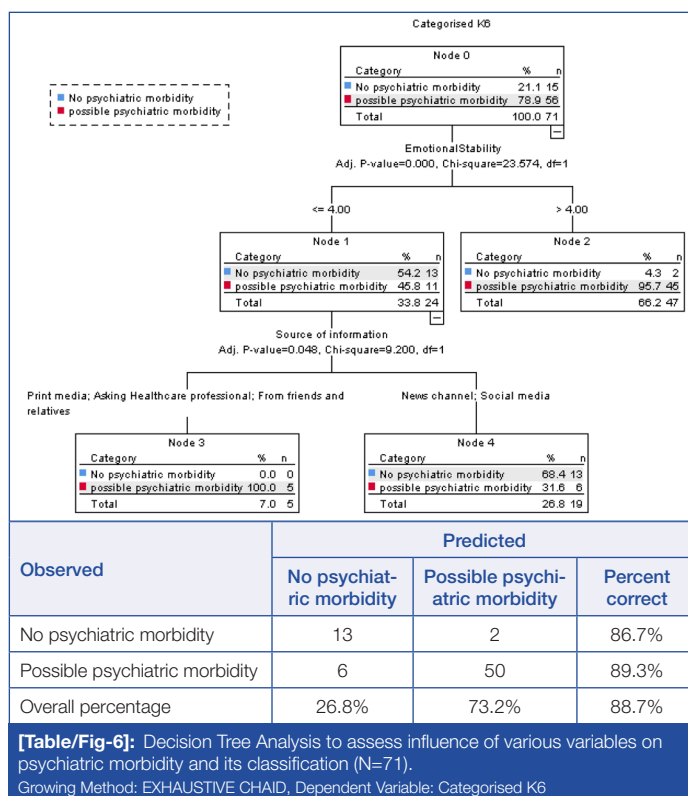 Categorised K6
No psychiatric morbidity
possible psychiatric morbidity
Node 0
Category % n
No psychiatric morbidity 21.1 15
possible psychiatric morbidity 78.9 56
Total 100.0 71
EmotionalStability
Adj. P-value=0.000, Chi-square=23.574, df=1
<= 4.00 > 4.00
Node 1
Category % n
No psychiatric morbidity 54.2 13
possible psychiatric morbidity 45.8 11
Total 33.8 24
Node 2
Category % n
No psychiatric morbidity 4.3 2
possible psychiatric morbidity 95.7 45
Total 66.2 47
Source of information
Adj. P-value=0.048, Chi-square=9.200, df=1
Print media; Asking Healthcare professional; From friends and
relatives
News channel; Social media
Node 3
Category % n
No psychiatric morbidity 0.0 0
possible psychiatric morbidity 100.0 5
Total 7.0 5
Node 4
Category % n
No psychiatric morbidity 68.4 13
possible psychiatric morbidity 31.6 6
Total 26.8 19
Observed
Predicted
No psychiat-
ric morbidity
Possible psychi-
atric morbidity
Percent
correct
No psychiatric morbidity 13 2 86.7%
Possible psychiatric morbidity 6 50 89.3%
Overall percentage 26.8% 73.2% 88.7%
[Table/Fig-6]: Decision Tree Analysis to assess influence of various variables on
psychiatric morbidity and its classification (N=71).
Growing Method: EXHAUSTIVE CHAID, Dependent Variable: Categorised K6